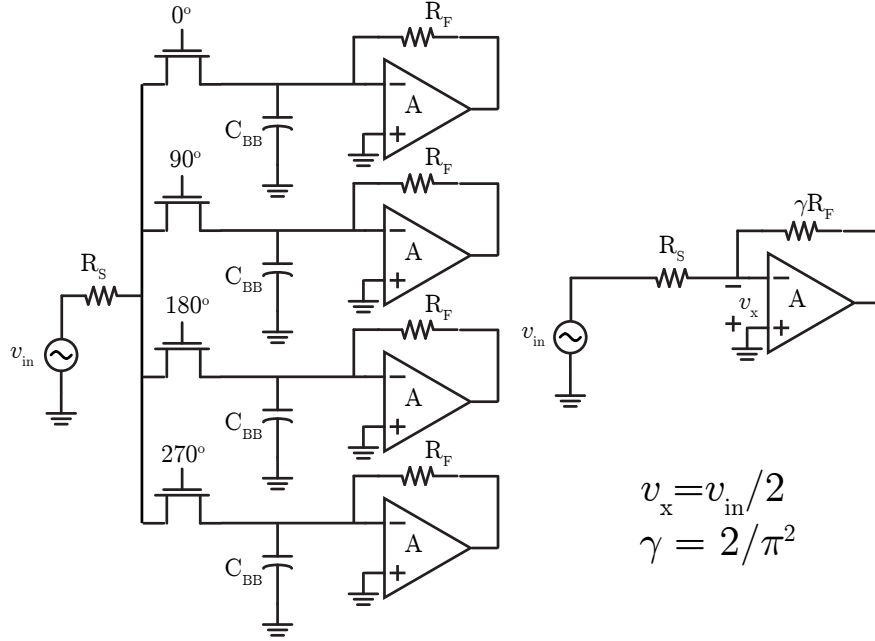 0°
R_F
A
−
+
C_BB
90°
R_F
A
−
+
C_BB
R_S
180°
v_in
R_F
A
−
+
C_BB
270°
R_F
A
−
+
C_BB
γR_F
R_S
−
v_x
+
A
−
+
v_in
v_x=v_in/2
γ = 2/π²